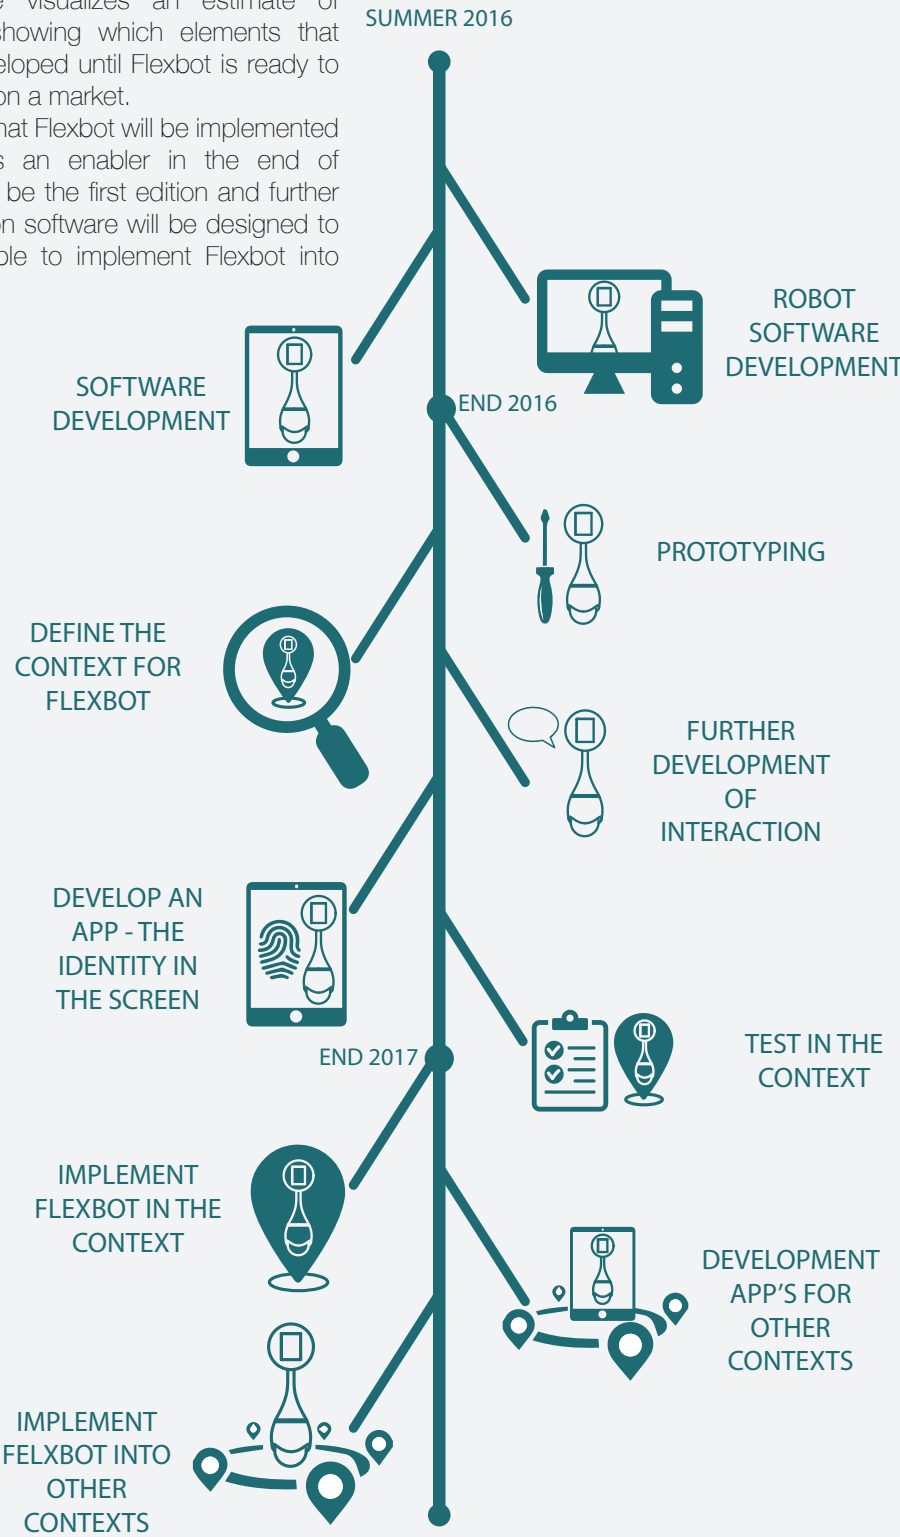 visualizes an estimate of
showing which elements that
eloped until Flexbot is ready to
on a market.
hat Flexbot will be implemented
s an enabler in the end of
be the first edition and further
on software will be designed to
ble to implement Flexbot into
SUMMER 2016
ROBOT
SOFTWARE
DEVELOPMENT
SOFTWARE
DEVELOPMENT
END 2016
PROTOTYPING
DEFINE THE
CONTEXT FOR
FLEXBOT
FURTHER
DEVELOPMENT
OF
INTERACTION
DEVELOP AN
APP - THE
IDENTITY IN
THE SCREEN
END 2017
TEST IN THE
CONTEXT
IMPLEMENT
FLEXBOT IN THE
CONTEXT
DEVELOPMENT
APP'S FOR
OTHER
CONTEXTS
IMPLEMENT
FELXBOT INTO
OTHER
CONTEXTS